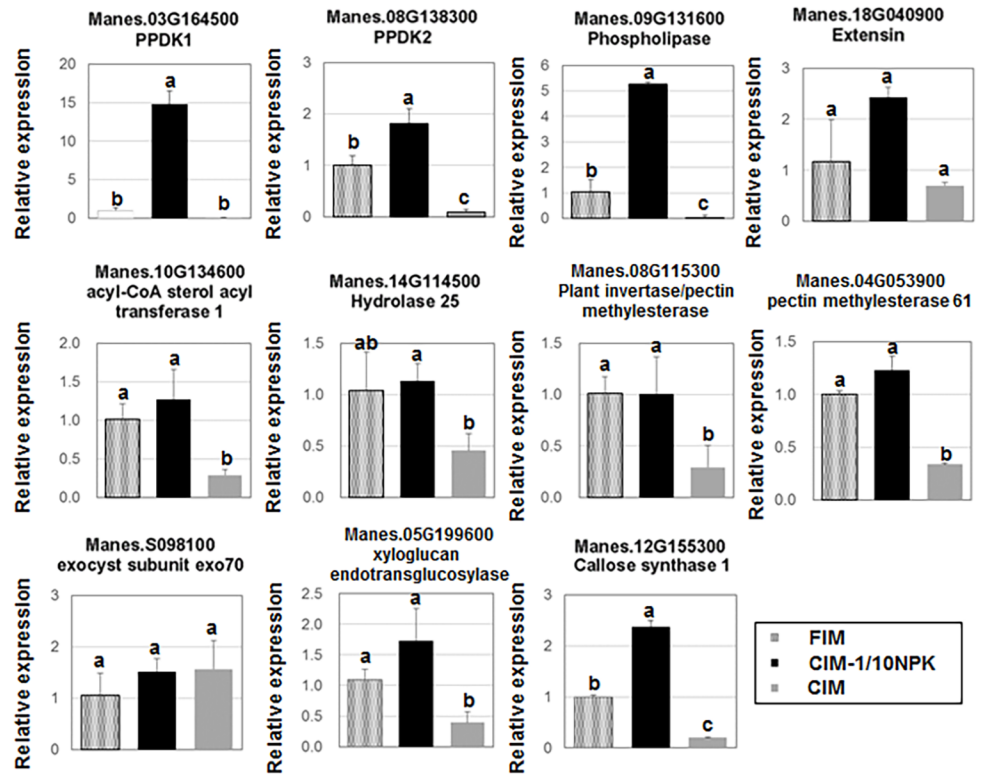 Manes.03G164500
PPDK1
Relative expression
20
15
10
5
0
b
a
b
Manes.08G138300
PPDK2
Relative expression
3
2
1
0
b
a
c
Manes.09G131600
Phospholipase
Relative expression
6
5
4
3
2
1
0
b
a
c
Manes.18G040900
Extensin
Relative expression
3
2
1
0
a
a
a
Manes.10G134600
acyl-CoA sterol acyl
transferase 1
Relative expression
2.0
1.5
1.0
0.5
0.0
a
a
b
Manes.14G114500
Hydrolase 25
Relative expression
1.5
1.0
0.5
0.0
ab
a
b
Manes.08G115300
Plant invertase/pectin
methylesterase
Relative expression
1.5
1.0
0.5
0.0
a
a
b
Manes.04G053900
pectin methylesterase 61
Relative expression
1.5
1.0
0.5
0.0
a
a
b
Manes.S098100
exocyst subunit exo70
Relative expression
3
2
1
0
a
a
a
Manes.05G199600
xyloglucan
endotransglucosylase
Relative expression
2.5
2.0
1.5
1.0
0.5
0.0
a
a
b
Manes.12G155300
Callose synthase 1
Relative expression
3
2
1
0
b
a
c
FIM
CIM-1/10NPK
CIM